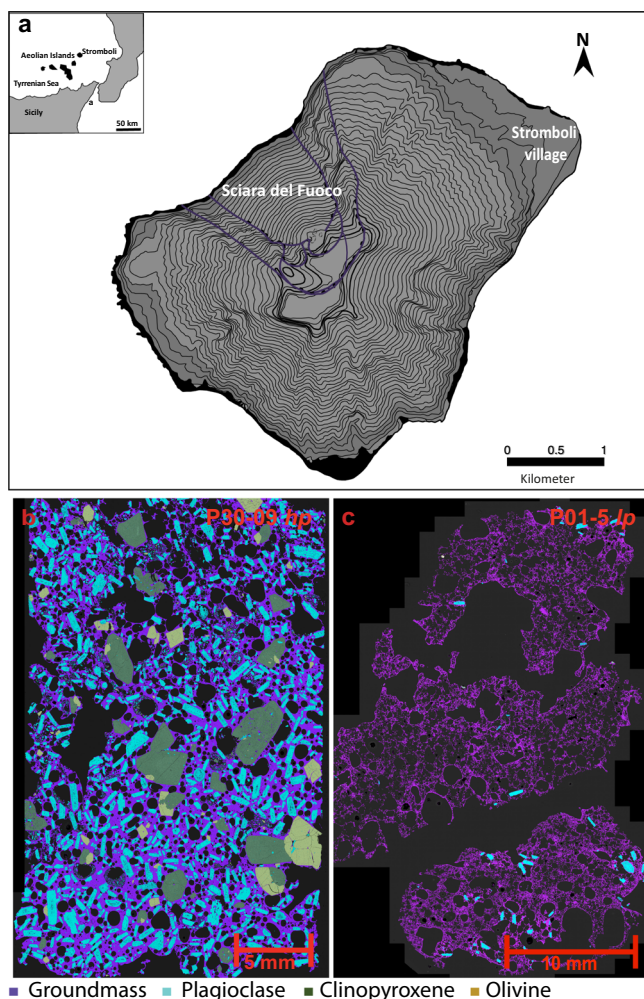 a
Aeolian Islands
Stromboli
Tyrrenian Sea
Sicily
a
50 km
N
Stromboli
village
Sciara del Fuoco
0 0.5 1
Kilometer
b
P30-09 hp
5 mm
c
P01-5 lp
10 mm
Groundmass Plagioclase Clinopyroxene Olivine